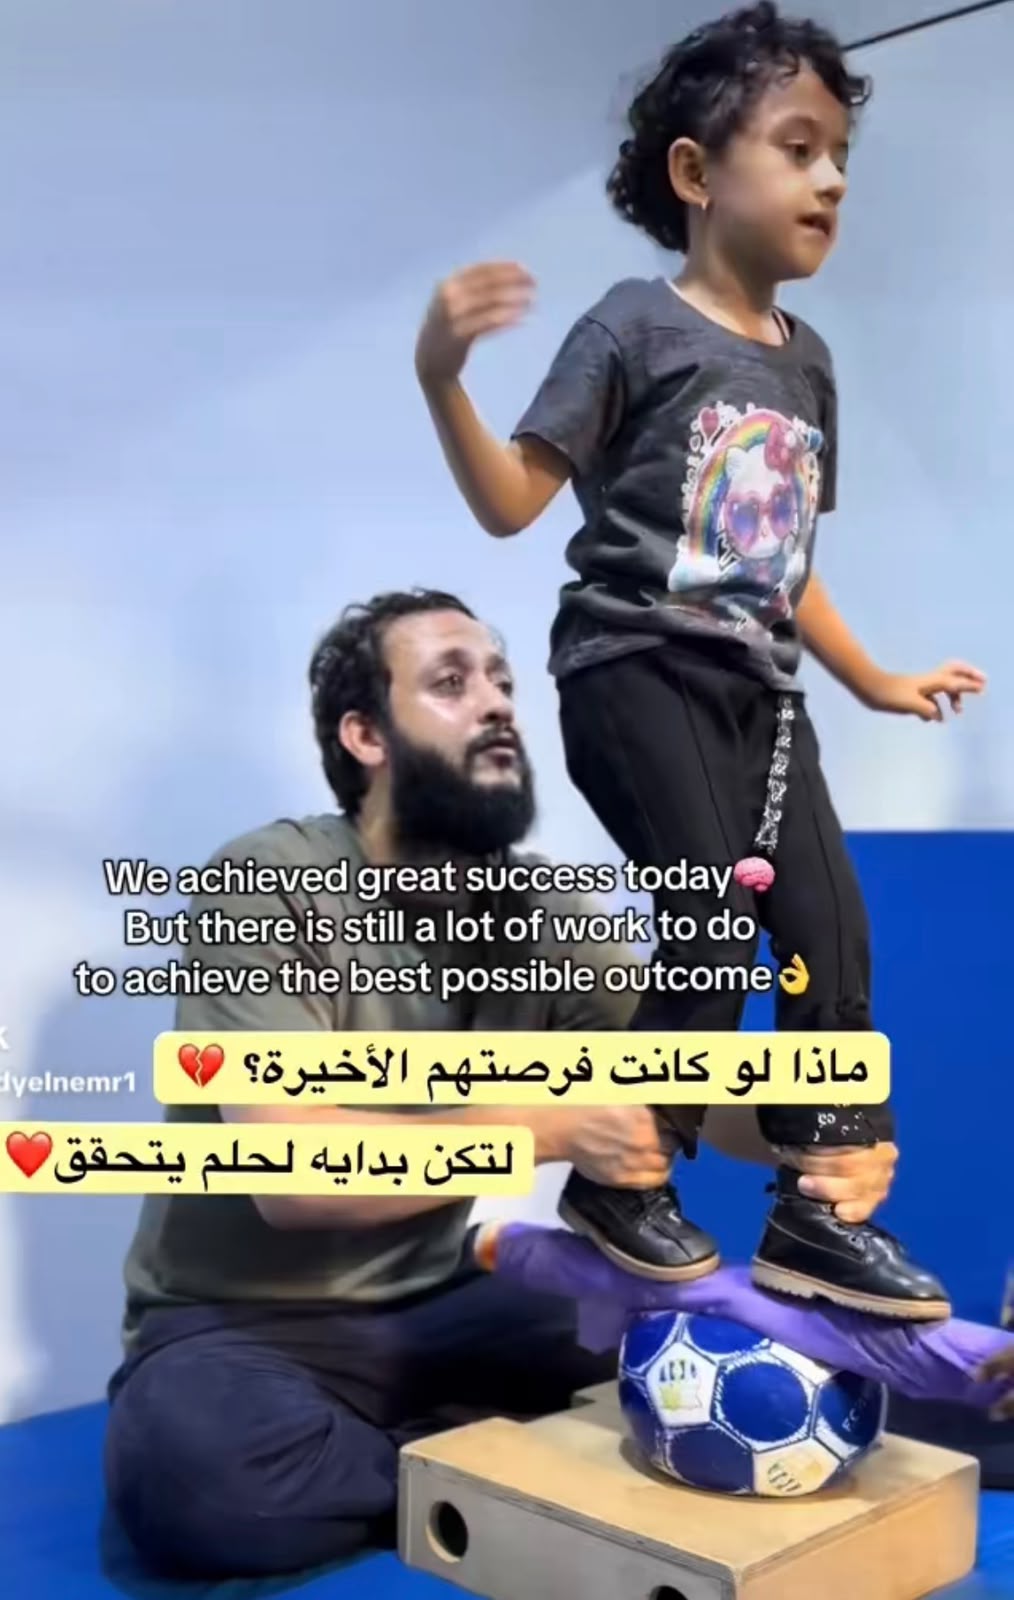 We achieved great success today🧠
But there is still a lot of work to do
to achieve the best possible outcome👌
ماذا لو كانت فرصتهم الأخيرة؟ 💔
dyelnemr1
لتكن بدايه لحلم يتحقق❤️